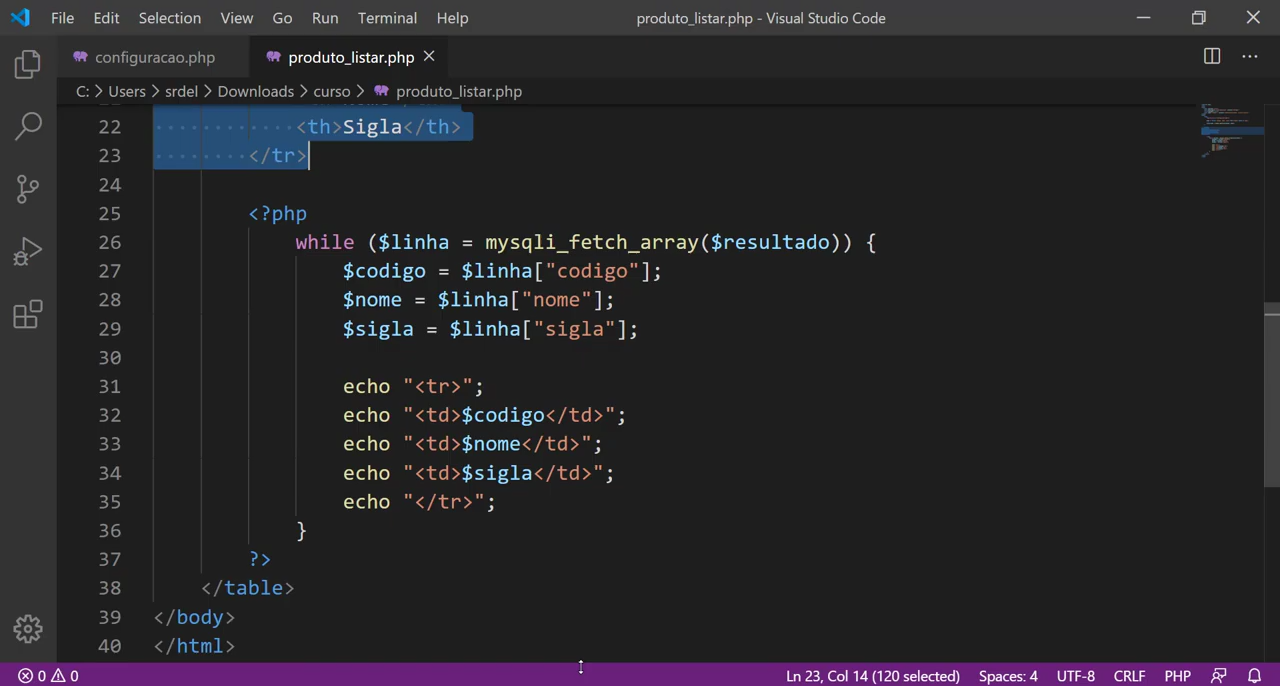 File Edit Selection View Go Run Terminal Help produto_listar.php - Visual Studio Code
configuracao.php produto_listar.php
C: > Users > srdel > Downloads > curso > produto_listar.php
22 <th>Sigla</th>
23 </tr>
24
25 <?php
26 while ($linha = mysqli_fetch_array($resultado)) {
27 $codigo = $linha["codigo"];
28 $nome = $linha["nome"];
29 $sigla = $linha["sigla"];
30
31 echo "<tr>";
32 echo "<td>$codigo</td>";
33 echo "<td>$nome</td>";
34 echo "<td>$sigla</td>";
35 echo "</tr>";
36 }
37 ?>
38 </table>
39 </body>
40 </html>
0 0 Ln 23, Col 14 (120 selected) Spaces: 4 UTF-8 CRLF PHP